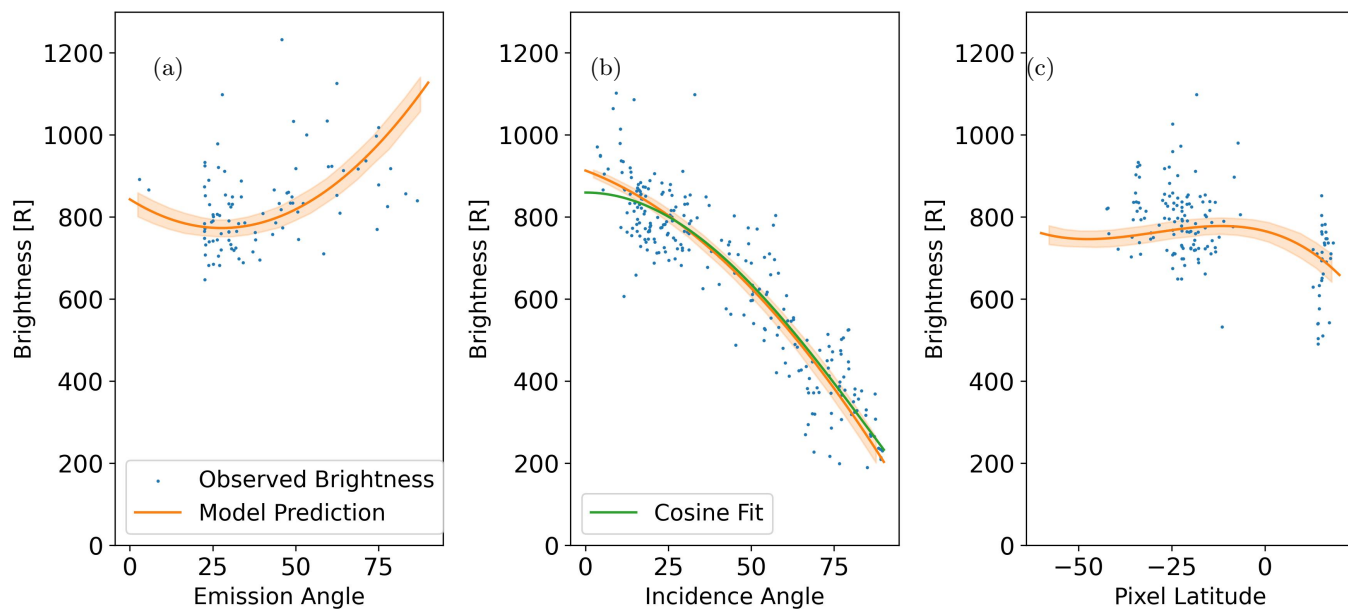 (a)
1200
1000
800
600
400
200
0
Brightness [R]
Observed Brightness
Model Prediction
0 25 50 75
Emission Angle
(b)
1200
1000
800
600
400
200
0
Brightness [R]
Cosine Fit
0 25 50 75
Incidence Angle
(c)
1200
1000
800
600
400
200
0
Brightness [R]
−50 −25 0
Pixel Latitude